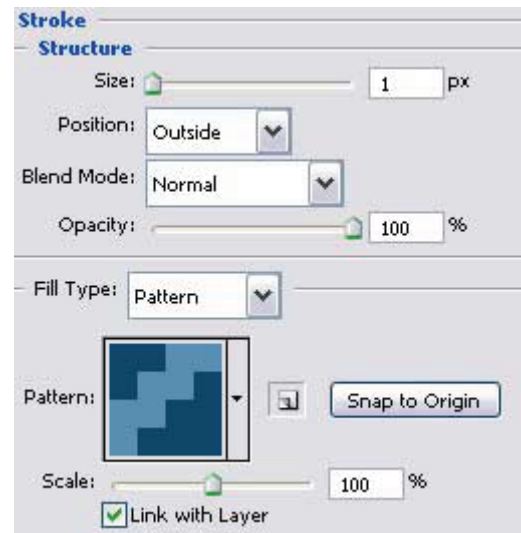 Stroke
Structure
Size: 1 px
Position: Outside
Blend Mode: Normal
Opacity: 100 %
Fill Type: Pattern
Pattern: Snap to Origin
Scale: 100 %
Link with Layer